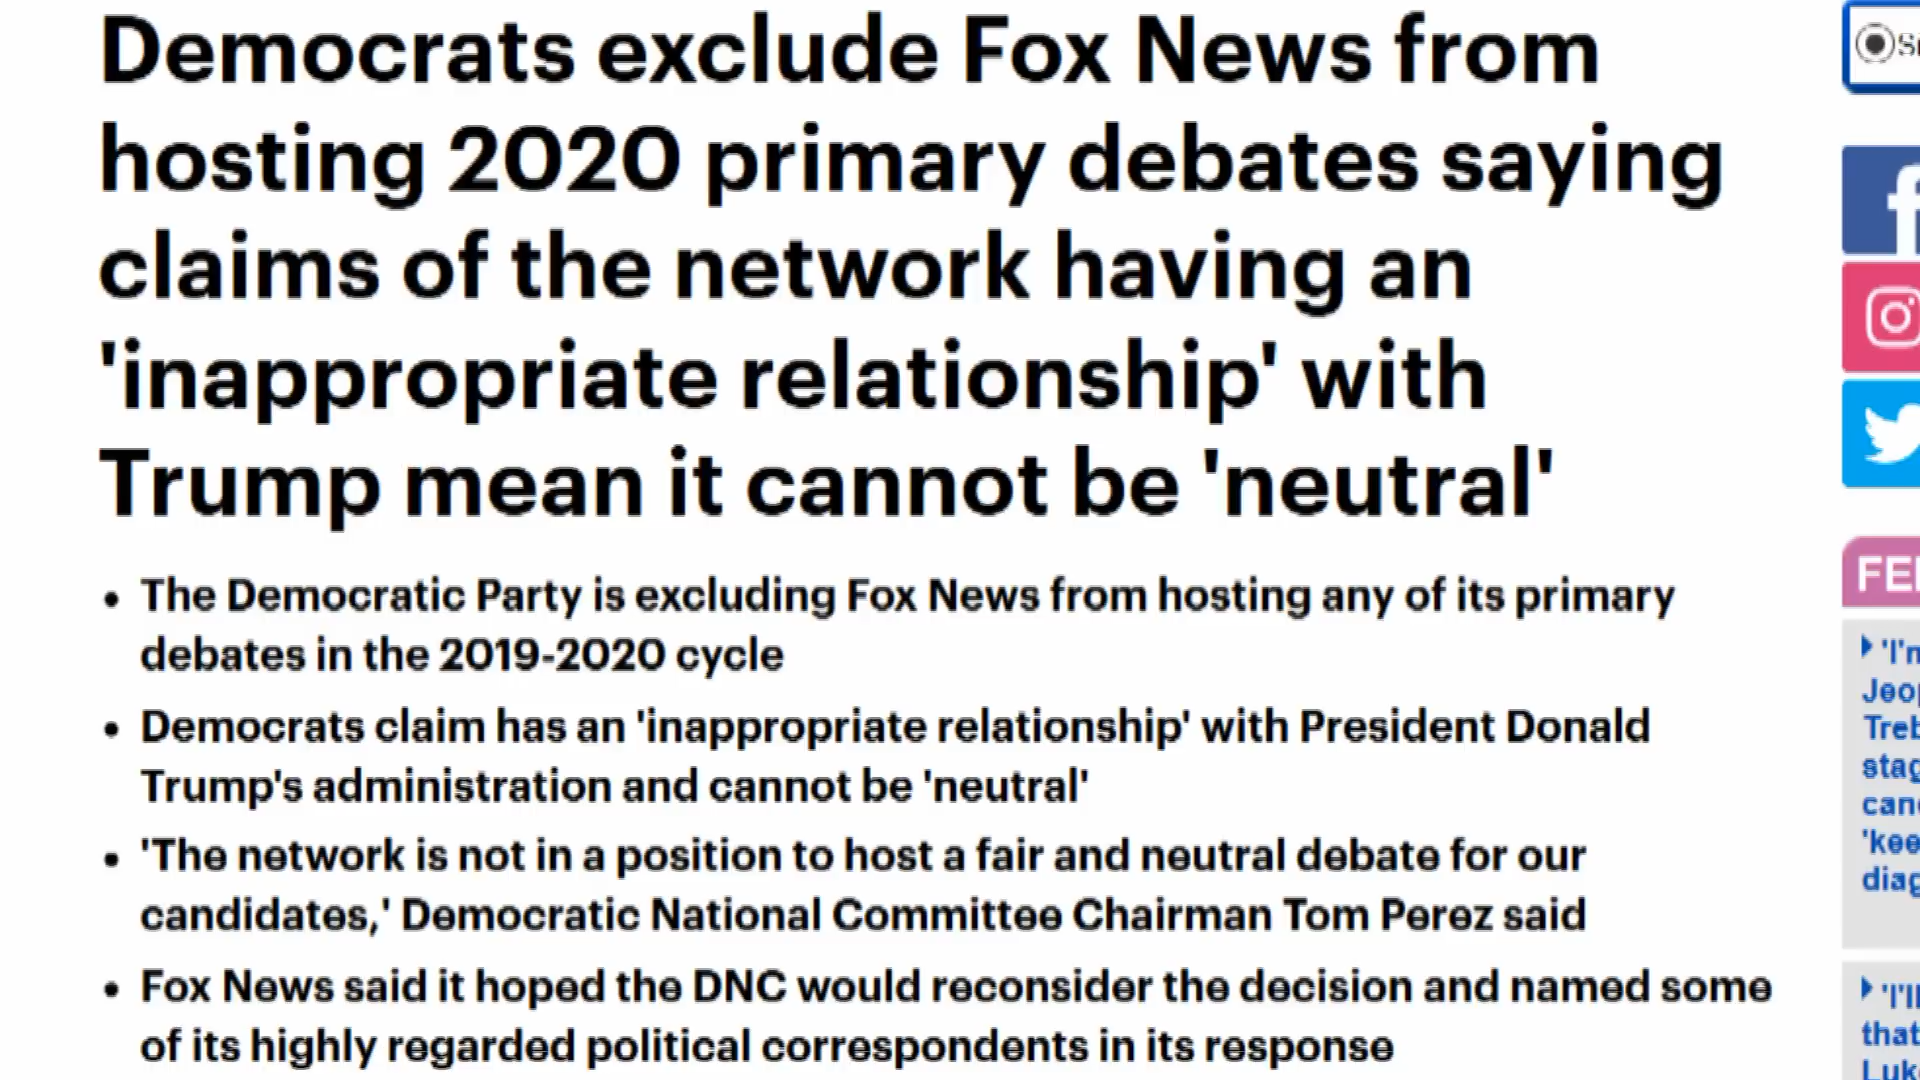 Democrats exclude Fox News from
hosting 2020 primary debates saying
claims of the network having an
'inappropriate relationship' with
Trump mean it cannot be 'neutral'
• The Democratic Party is excluding Fox News from hosting any of its primary
debates in the 2019-2020 cycle
• Democrats claim has an 'inappropriate relationship' with President Donald
Trump's administration and cannot be 'neutral'
• 'The network is not in a position to host a fair and neutral debate for our
candidates,' Democratic National Committee Chairman Tom Perez said
• Fox News said it hoped the DNC would reconsider the decision and named some
of its highly regarded political correspondents in its response
'I'll
that